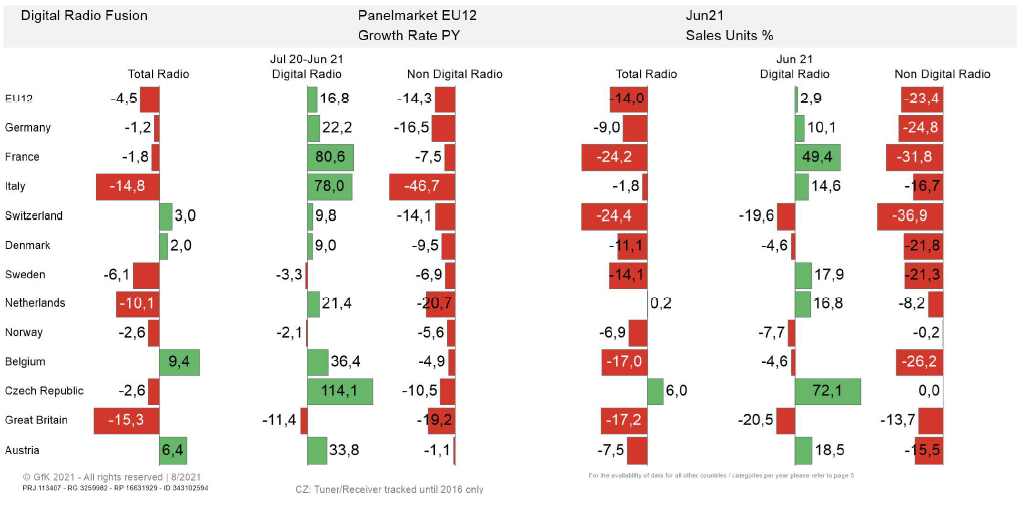 Digital Radio Fusion Panelmarket EU12 Jun21
Growth Rate PY Sales Units %
Jul 20-Jun 21 Jun 21
Total Radio Digital Radio Non Digital Radio Total Radio Digital Radio Non Digital Radio
EU12 -4,5 16,8 -14,3 -14,0 2,9 -23,4
Germany -1,2 22,2 -16,5 -9,0 10,1 -24,8
France -1,8 80,6 -7,5 -24,2 49,4 -31,8
Italy -14,8 78,0 -46,7 -1,8 14,6 -16,7
Switzerland 3,0 9,8 -14,1 -24,4 -19,6 -36,9
Denmark 2,0 9,0 -9,5 -11,1 -4,6 -21,8
Sweden -6,1 -3,3 -6,9 -14,1 17,9 -21,3
Netherlands -10,1 21,4 -20,7 0,2 16,8 -8,2
Norway -2,6 -2,1 -5,6 -6,9 -7,7 -0,2
Belgium 9,4 36,4 -4,9 -17,0 -4,6 -26,2
Czech Republic -2,6 114,1 -10,5 6,0 72,1 0,0
Great Britain -15,3 -11,4 -19,2 -17,2 -20,5 -13,7
Austria 6,4 33,8 -1,1 -7,5 18,5 -15,5
© GfK 2021 - All rights reserved | 8/2021 For the availability of data for all other countries / categories per year please refer to page 5
PRJ 113407 - RG 3259982 - RP 16631929 - ID 343102594
CZ: Tuner/Receiver tracked until 2016 only